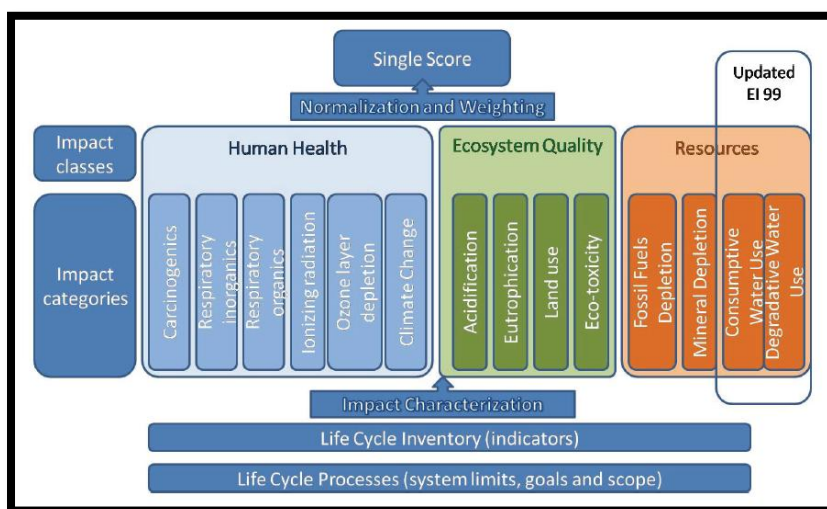 Single Score
Updated
EI 99
Normalization and Weighting
Impact
classes
Human Health
Ecosystem Quality
Resources
Impact
categories
Carcinogenics
Respiratory
inorganics
Respiratory
organics
Ionizing radiation
Ozone layer
depletion
Climate Change
Acidification
Eutrophication
Land use
Eco-toxicity
Fossil Fuels
Depletion
Mineral Depletion
Consumptive
Water Use
Degradative Water
Use
Impact Characterization
Life Cycle Inventory (indicators)
Life Cycle Processes (system limits, goals and scope)